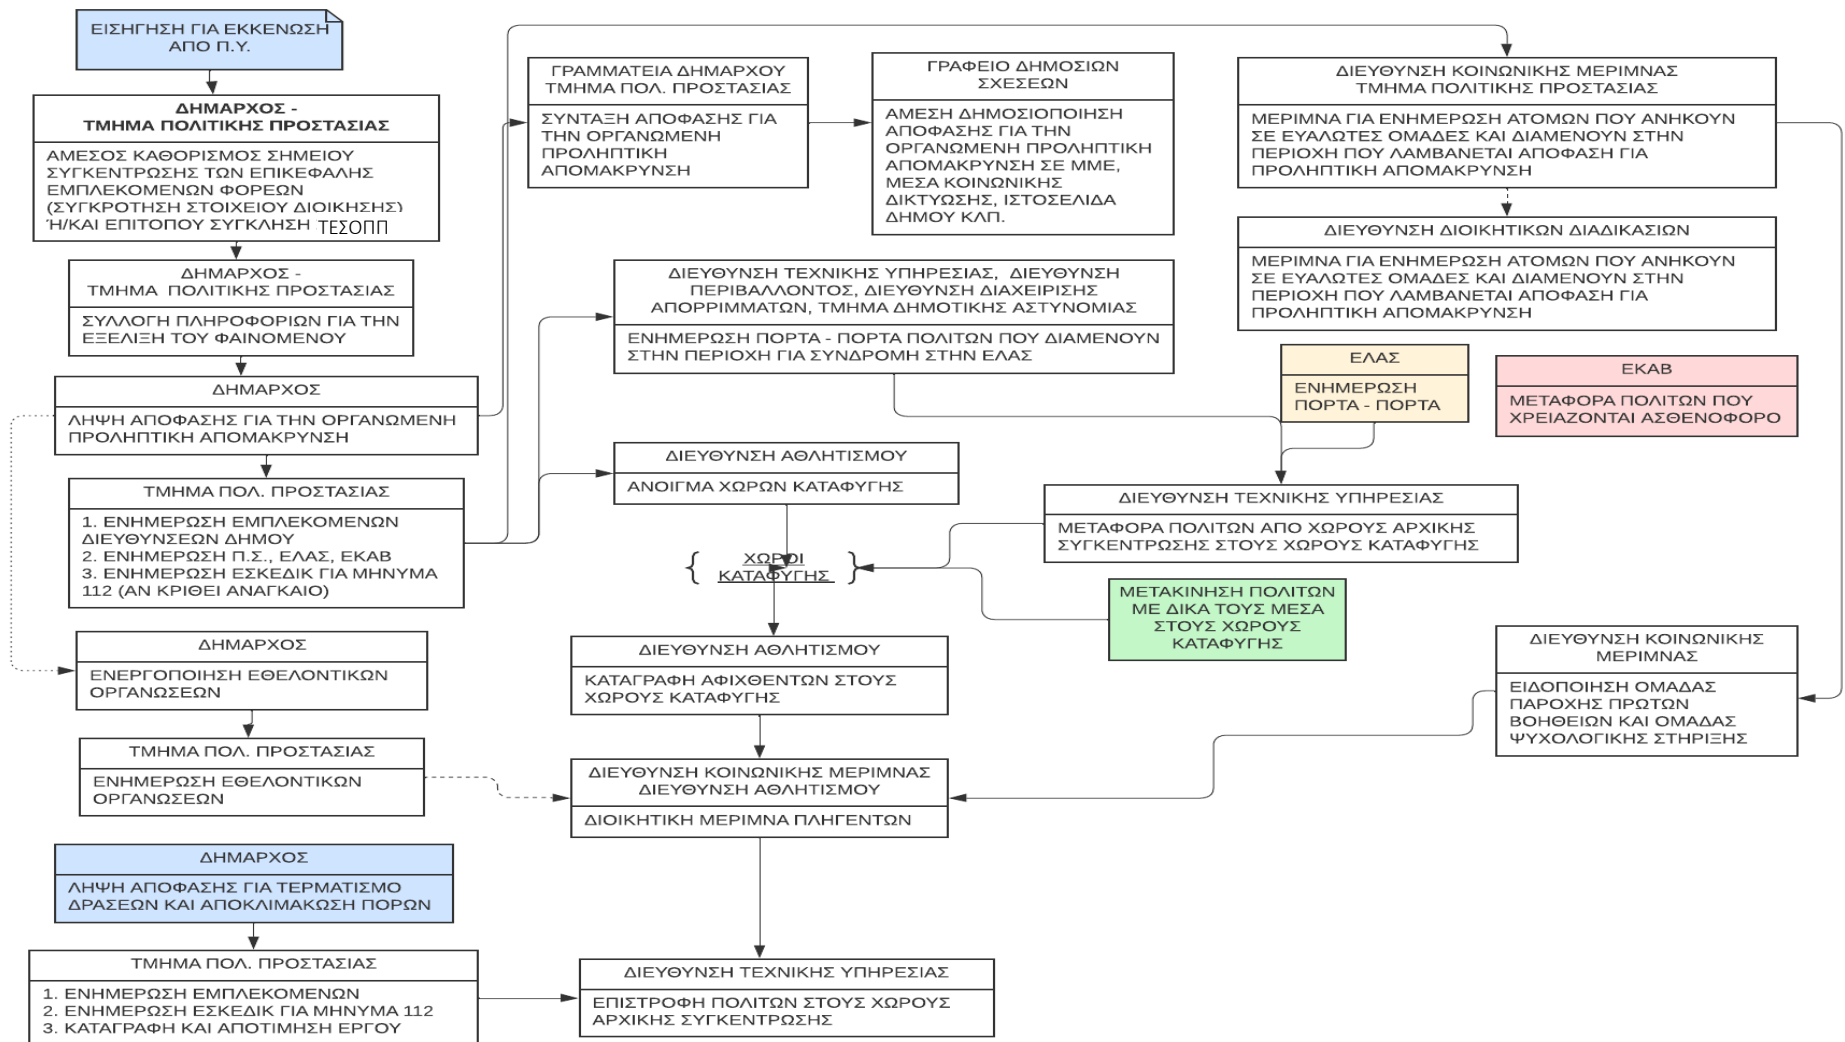 ΕΙΣΗΓΗΣΗ ΓΙΑ ΕΚΚΕΝΩΣΗ
ΑΠΟ Π.Υ.
ΔΗΜΑΡΧΟΣ -
ΤΜΗΜΑ ΠΟΛΙΤΙΚΗΣ ΠΡΟΣΤΑΣΙΑΣ
ΑΜΕΣΟΣ ΚΑΘΟΡΙΣΜΟΣ ΣΗΜΕΙΟΥ
ΣΥΓΚΕΝΤΡΩΣΗΣ ΤΩΝ ΕΠΙΚΕΦΑΛΗΣ
ΕΜΠΛΕΚΟΜΕΝΩΝ ΦΟΡΕΩΝ
(ΣΥΓΚΡΟΤΗΣΗ ΣΤΟΙΧΕΙΟΥ ΔΙΟΙΚΗΣΗΣ)
Ή/ΚΑΙ ΕΠΙΤΟΠΟΥ ΣΥΓΚΛΗΣΗ ΤΕΣΟΠΠ
ΔΗΜΑΡΧΟΣ -
ΤΜΗΜΑ ΠΟΛΙΤΙΚΗΣ ΠΡΟΣΤΑΣΙΑΣ
ΣΥΛΛΟΓΗ ΠΛΗΡΟΦΟΡΙΩΝ ΓΙΑ ΤΗΝ
ΕΞΕΛΙΞΗ ΤΟΥ ΦΑΙΝΟΜΕΝΟΥ
ΔΗΜΑΡΧΟΣ
ΛΗΨΗ ΑΠΟΦΑΣΗΣ ΓΙΑ ΤΗΝ ΟΡΓΑΝΩΜΕΝΗ
ΠΡΟΛΗΠΤΙΚΗ ΑΠΟΜΑΚΡΥΝΣΗ
ΤΜΗΜΑ ΠΟΛ. ΠΡΟΣΤΑΣΙΑΣ
1. ΕΝΗΜΕΡΩΣΗ ΕΜΠΛΕΚΟΜΕΝΩΝ
ΔΙΕΥΘΥΝΣΕΩΝ ΔΗΜΟΥ
2. ΕΝΗΜΕΡΩΣΗ Π.Σ., ΕΛΑΣ, ΕΚΑΒ
3. ΕΝΗΜΕΡΩΣΗ ΕΣΚΕΔΙΚ ΓΙΑ ΜΗΝΥΜΑ
112 (ΑΝ ΚΡΙΘΕΙ ΑΝΑΓΚΑΙΟ)
ΔΗΜΑΡΧΟΣ
ΕΝΕΡΓΟΠΟΙΗΣΗ ΕΘΕΛΟΝΤΙΚΩΝ
ΟΡΓΑΝΩΣΕΩΝ
ΤΜΗΜΑ ΠΟΛ. ΠΡΟΣΤΑΣΙΑΣ
ΕΝΗΜΕΡΩΣΗ ΕΘΕΛΟΝΤΙΚΩΝ
ΟΡΓΑΝΩΣΕΩΝ
ΔΗΜΑΡΧΟΣ
ΛΗΨΗ ΑΠΟΦΑΣΗΣ ΓΙΑ ΤΕΡΜΑΤΙΣΜΟ
ΔΡΑΣΕΩΝ ΚΑΙ ΑΠΟΚΛΙΜΑΚΩΣΗ ΠΟΡΩΝ
ΤΜΗΜΑ ΠΟΛ. ΠΡΟΣΤΑΣΙΑΣ
1. ΕΝΗΜΕΡΩΣΗ ΕΜΠΛΕΚΟΜΕΝΩΝ
2. ΕΝΗΜΕΡΩΣΗ ΕΣΚΕΔΙΚ ΓΙΑ ΜΗΝΥΜΑ 112
3. ΚΑΤΑΓΡΑΦΗ ΚΑΙ ΑΠΟΤΙΜΗΣΗ ΕΡΓΟΥ
ΓΡΑΜΜΑΤΕΙΑ ΔΗΜΑΡΧΟΥ
ΤΜΗΜΑ ΠΟΛ. ΠΡΟΣΤΑΣΙΑΣ
ΣΥΝΤΑΞΗ ΑΠΟΦΑΣΗΣ ΓΙΑ
ΤΗΝ ΟΡΓΑΝΩΜΕΝΗ
ΠΡΟΛΗΠΤΙΚΗ
ΑΠΟΜΑΚΡΥΝΣΗ
ΓΡΑΦΕΙΟ ΔΗΜΟΣΙΩΝ
ΣΧΕΣΕΩΝ
ΑΜΕΣΗ ΔΗΜΟΣΙΟΠΟΙΗΣΗ
ΑΠΟΦΑΣΗΣ ΓΙΑ ΤΗΝ
ΟΡΓΑΝΩΜΕΝΗ ΠΡΟΛΗΠΤΙΚΗ
ΑΠΟΜΑΚΡΥΝΣΗ ΣΕ ΜΜΕ,
ΜΕΣΑ ΚΟΙΝΩΝΙΚΗΣ
ΔΙΚΤΥΩΣΗΣ, ΙΣΤΟΣΕΛΙΔΑ
ΔΗΜΟΥ ΚΛΠ.
ΔΙΕΥΘΥΝΣΗ ΤΕΧΝΙΚΗΣ ΥΠΗΡΕΣΙΑΣ, ΔΙΕΥΘΥΝΣΗ
ΠΕΡΙΒΑΛΛΟΝΤΟΣ, ΔΙΕΥΘΥΝΣΗ ΔΙΑΧΕΙΡΙΣΗΣ
ΑΠΟΡΡΙΜΜΑΤΩΝ, ΤΜΗΜΑ ΔΗΜΟΤΙΚΗΣ ΑΣΤΥΝΟΜΙΑΣ
ΕΝΗΜΕΡΩΣΗ ΠΟΡΤΑ - ΠΟΡΤΑ ΠΟΛΙΤΩΝ ΠΟΥ ΔΙΑΜΕΝΟΥΝ
ΣΤΗΝ ΠΕΡΙΟΧΗ ΓΙΑ ΣΥΝΔΡΟΜΗ ΣΤΗΝ ΕΛΑΣ
ΔΙΕΥΘΥΝΣΗ ΑΘΛΗΤΙΣΜΟΥ
ΑΝΟΙΓΜΑ ΧΩΡΩΝ ΚΑΤΑΦΥΓΗΣ
{ ΧΩΡΟΙ }
ΚΑΤΑΦΥΓΗΣ
ΔΙΕΥΘΥΝΣΗ ΑΘΛΗΤΙΣΜΟΥ
ΚΑΤΑΓΡΑΦΗ ΑΦΙΧΘΕΝΤΩΝ ΣΤΟΥΣ
ΧΩΡΟΥΣ ΚΑΤΑΦΥΓΗΣ
ΔΙΕΥΘΥΝΣΗ ΚΟΙΝΩΝΙΚΗΣ ΜΕΡΙΜΝΑΣ
ΔΙΕΥΘΥΝΣΗ ΑΘΛΗΤΙΣΜΟΥ
ΔΙΟΙΚΗΤΙΚΗ ΜΕΡΙΜΝΑ ΠΛΗΓΕΝΤΩΝ
ΔΙΕΥΘΥΝΣΗ ΤΕΧΝΙΚΗΣ ΥΠΗΡΕΣΙΑΣ
ΕΠΙΣΤΡΟΦΗ ΠΟΛΙΤΩΝ ΣΤΟΥΣ ΧΩΡΟΥΣ
ΑΡΧΙΚΗΣ ΣΥΓΚΕΝΤΡΩΣΗΣ
ΔΙΕΥΘΥΝΣΗ ΚΟΙΝΩΝΙΚΗΣ ΜΕΡΙΜΝΑΣ
ΤΜΗΜΑ ΠΟΛΙΤΙΚΗΣ ΠΡΟΣΤΑΣΙΑΣ
ΜΕΡΙΜΝΑ ΓΙΑ ΕΝΗΜΕΡΩΣΗ ΑΤΟΜΩΝ ΠΟΥ ΑΝΗΚΟΥΝ
ΣΕ ΕΥΑΛΩΤΕΣ ΟΜΑΔΕΣ ΚΑΙ ΔΙΑΜΕΝΟΥΝ ΣΤΗΝ
ΠΕΡΙΟΧΗ ΠΟΥ ΛΑΜΒΑΝΕΤΑΙ ΑΠΟΦΑΣΗ ΓΙΑ
ΠΡΟΛΗΠΤΙΚΗ ΑΠΟΜΑΚΡΥΝΣΗ
ΔΙΕΥΘΥΝΣΗ ΔΙΟΙΚΗΤΙΚΩΝ ΔΙΑΔΙΚΑΣΙΩΝ
ΜΕΡΙΜΝΑ ΓΙΑ ΕΝΗΜΕΡΩΣΗ ΑΤΟΜΩΝ ΠΟΥ ΑΝΗΚΟΥΝ
ΣΕ ΕΥΑΛΩΤΕΣ ΟΜΑΔΕΣ ΚΑΙ ΔΙΑΜΕΝΟΥΝ ΣΤΗΝ
ΠΕΡΙΟΧΗ ΠΟΥ ΛΑΜΒΑΝΕΤΑΙ ΑΠΟΦΑΣΗ ΓΙΑ
ΠΡΟΛΗΠΤΙΚΗ ΑΠΟΜΑΚΡΥΝΣΗ
ΕΛΑΣ
ΕΝΗΜΕΡΩΣΗ
ΠΟΡΤΑ - ΠΟΡΤΑ
ΕΚΑΒ
ΜΕΤΑΦΟΡΑ ΠΟΛΙΤΩΝ ΠΟΥ
ΧΡΕΙΑΖΟΝΤΑΙ ΑΣΘΕΝΟΦΟΡΟ
ΔΙΕΥΘΥΝΣΗ ΤΕΧΝΙΚΗΣ ΥΠΗΡΕΣΙΑΣ
ΜΕΤΑΦΟΡΑ ΠΟΛΙΤΩΝ ΑΠΟ ΧΩΡΟΥΣ ΑΡΧΙΚΗΣ
ΣΥΓΚΕΝΤΡΩΣΗΣ ΣΤΟΥΣ ΧΩΡΟΥΣ ΚΑΤΑΦΥΓΗΣ
ΜΕΤΑΚΙΝΗΣΗ ΠΟΛΙΤΩΝ
ΜΕ ΔΙΚΑ ΤΟΥΣ ΜΕΣΑ
ΣΤΟΥΣ ΧΩΡΟΥΣ
ΚΑΤΑΦΥΓΗΣ
ΔΙΕΥΘΥΝΣΗ ΚΟΙΝΩΝΙΚΗΣ
ΜΕΡΙΜΝΑΣ
ΕΙΔΟΠΟΙΗΣΗ ΟΜΑΔΑΣ
ΠΑΡΟΧΗΣ ΠΡΩΤΩΝ
ΒΟΗΘΕΙΩΝ ΚΑΙ ΟΜΑΔΑΣ
ΨΥΧΟΛΟΓΙΚΗΣ ΣΤΗΡΙΞΗΣ